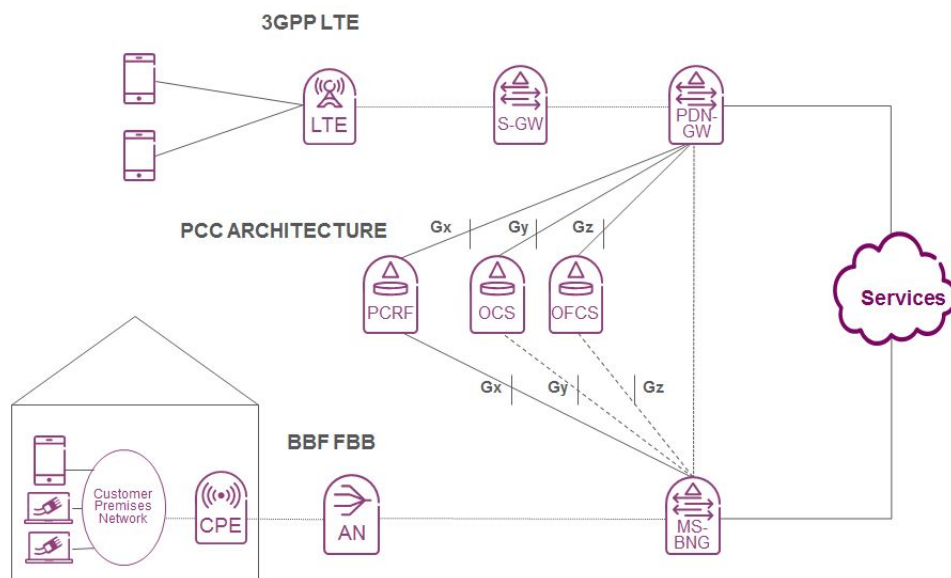 3GPP LTE
LTE
S-GW
PDN-
GW
PCC ARCHITECTURE
Gx
Gy
Gz
PCRF
OCS
OFCS
Services
Gx
Gy
Gz
BBF FBB
Customer
Premises
Network
CPE
AN
MS-
BNG